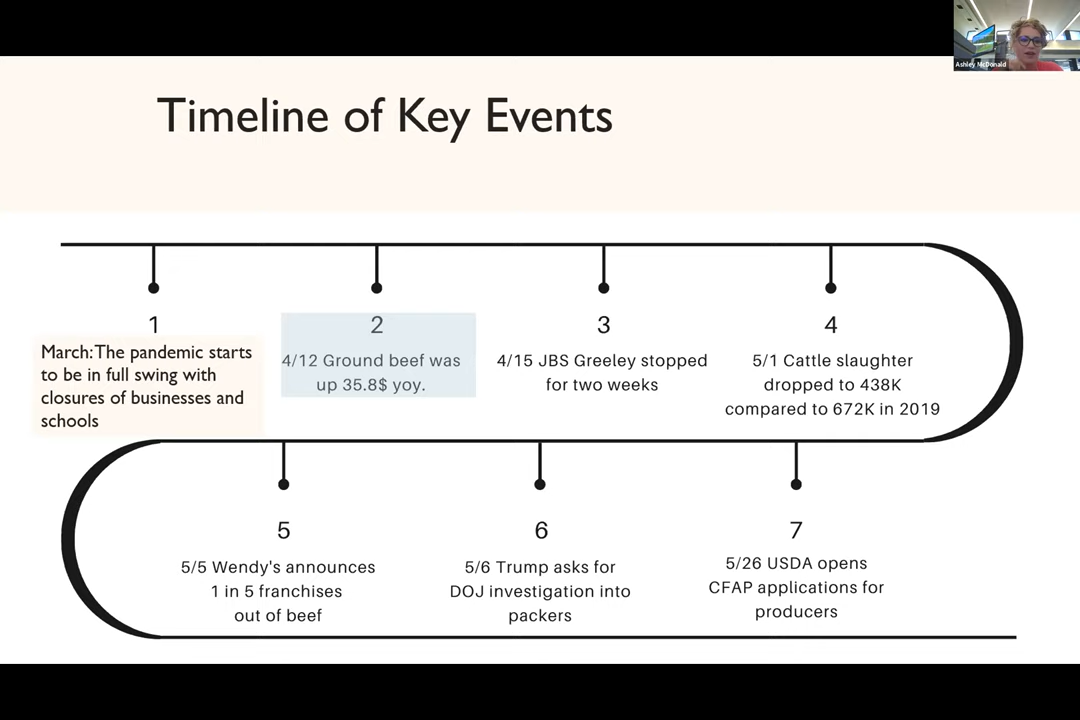 Ashley McDonald
Timeline of Key Events
1
March:The pandemic starts
to be in full swing with
closures of businesses and
schools
2
4/12 Ground beef was
up 35.8$ yoy.
3
4/15 JBS Greeley stopped
for two weeks
4
5/1 Cattle slaughter
dropped to 438K
compared to 672K in 2019
5
5/5 Wendy's announces
1 in 5 franchises
out of beef
6
5/6 Trump asks for
DOJ investigation into
packers
7
5/26 USDA opens
CFAP applications for
producers